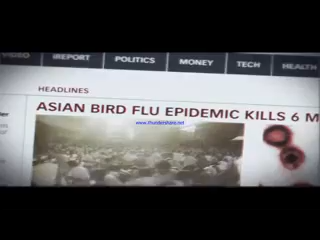 VIDEO IREPORT POLITICS MONEY TECH HEALTH
HEADLINES
ASIAN BIRD FLU EPIDEMIC KILLS 6 M
www.thundershare.net